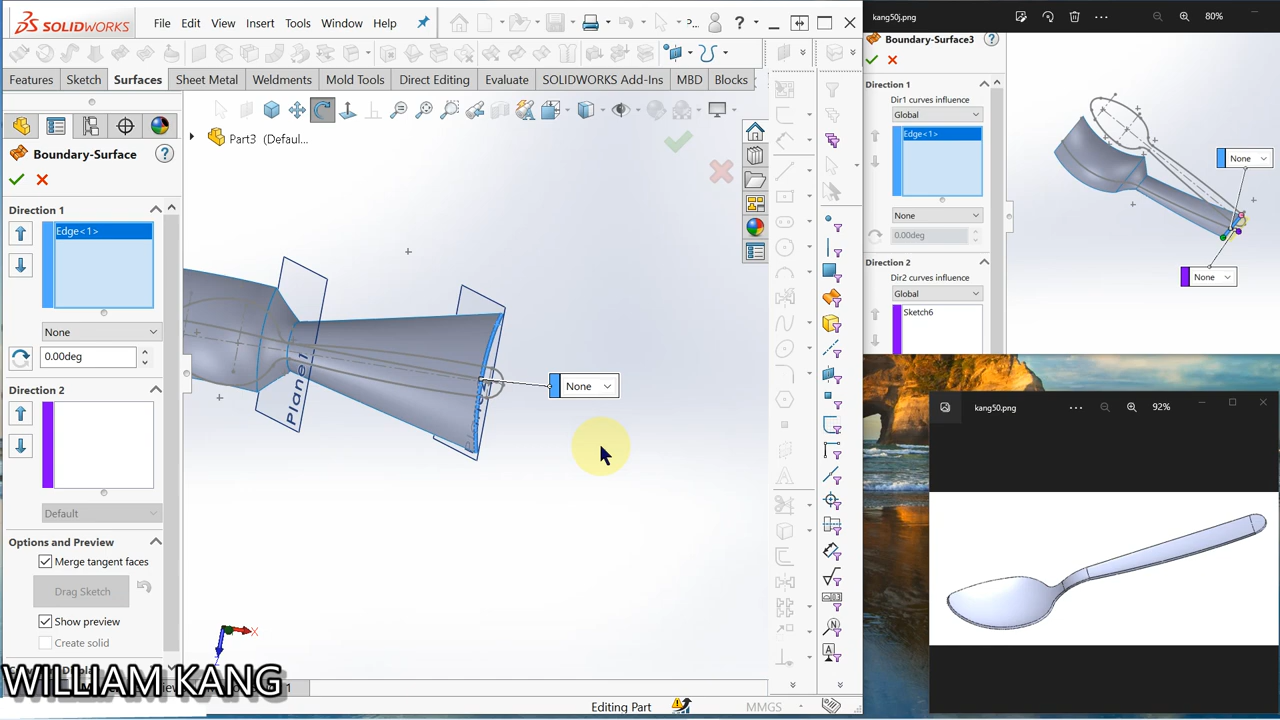 SOLIDWORKS File Edit View Insert Tools Window Help
Features Sketch Surfaces Sheet Metal Weldments Mold Tools Direct Editing Evaluate SOLIDWORKS Add-Ins MBD Blocks
Part3 (Defaul...
Boundary-Surface
Direction 1
Edge<1>
None
0.00deg
Direction 2
Default
Options and Preview
Merge tangent faces
Drag Sketch
Show preview
Create solid
Plane1
None
X
WILLIAM KANG
Editing Part
MMGS
kang50j.png
80%
Boundary-Surface3
Direction 1
Dir1 curves influence
Global
Edge<1>
None
0.00deg
Direction 2
Dir2 curves influence
Global
Sketch6
None
None
kang50.png
92%